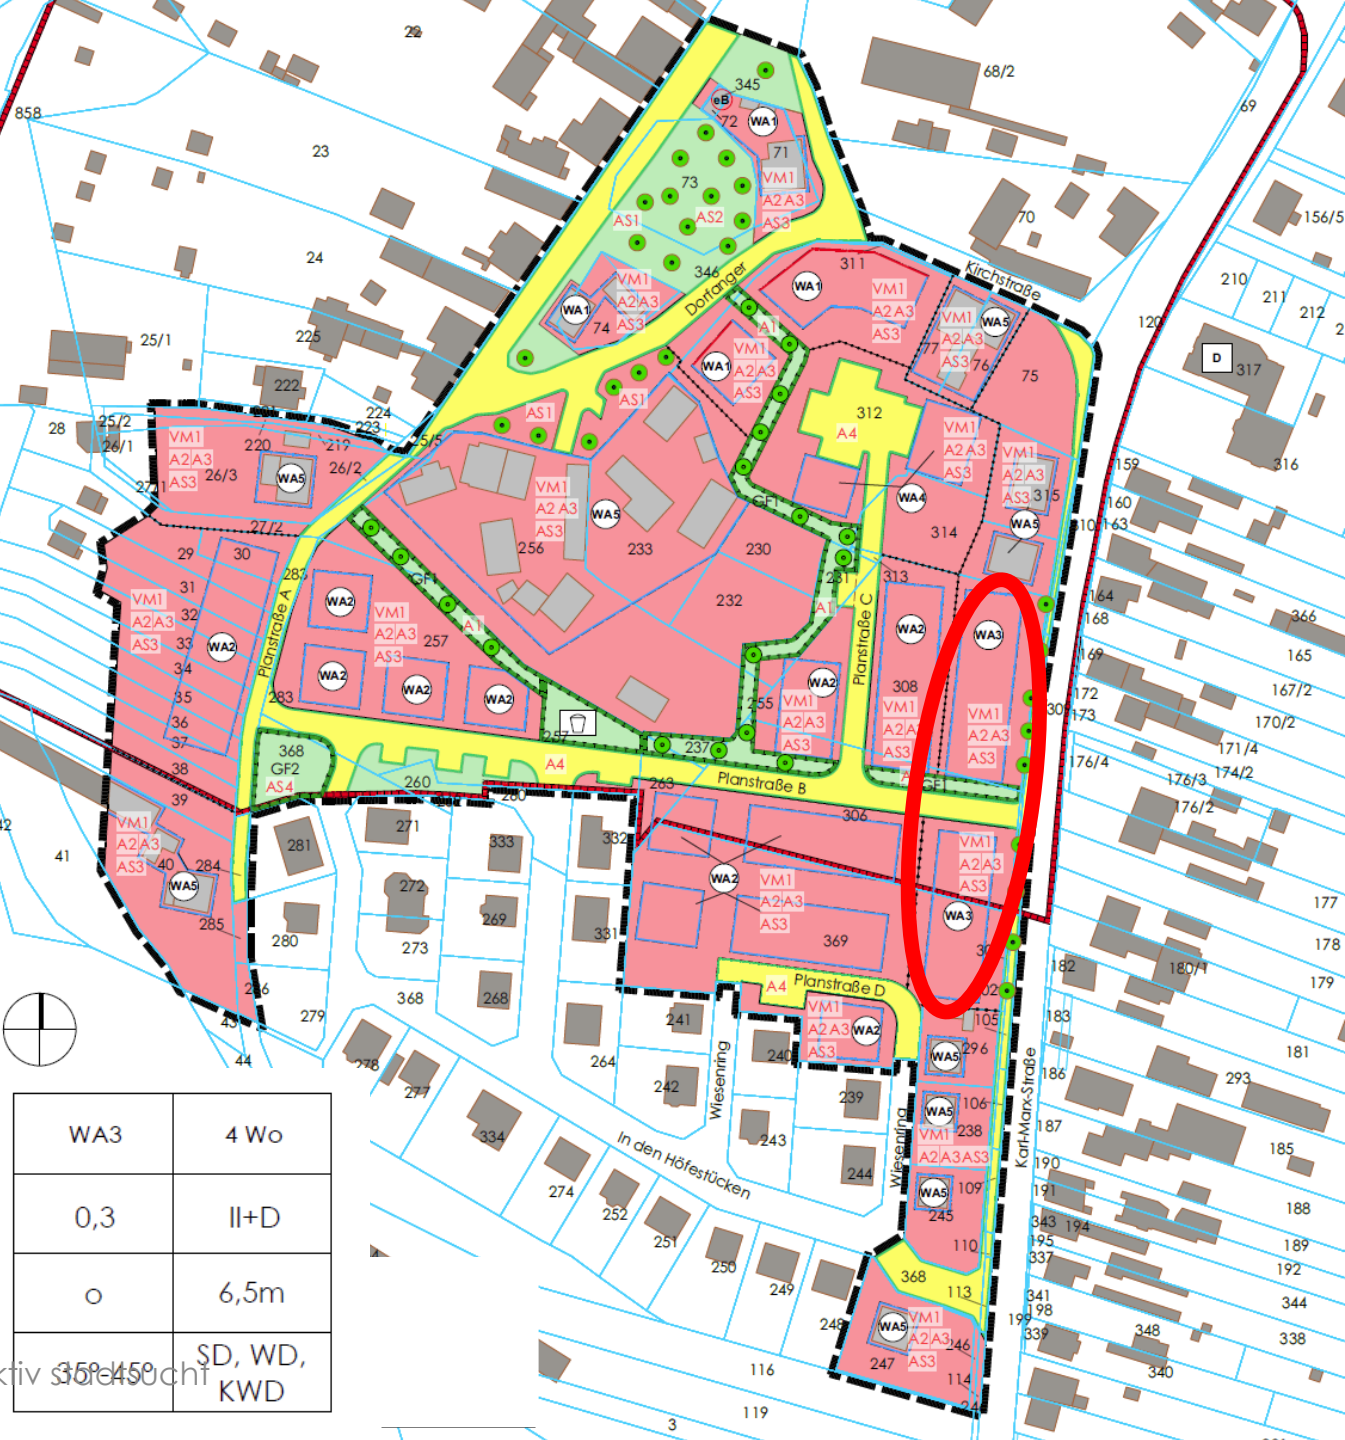 22
68/2
858
69
345
eB
72
WA1
23
71
VM1
A2 A3
AS3
73
AS1
AS2
70
156/5
24
346
311
Kirchstraße
210
211
212
Dorfanger
WA1
VM1
A2 A3
AS3
74
WA1
VM1
A2 A3
AS3
A1
VM1
A2 A3
AS3
WA5
77
76
75
120
D
317
25/1
225
222
WA1
VM1
A2 A3
AS3
224
223
28
25/2
26/1
220
219
25/5
AS1
AS1
312
A4
VM1
A2 A3
AS3
316
VM1
A2 A3
AS3
26/3
WA5
26/2
27/2
VM1
A2 A3
AS3
WA5
256
233
GF1
230
WA4
314
VM1
A2 A3
AS3
315
WA5
159
160
163
29
30
283
31
32
33
34
35
36
37
38
39
VM1
A2 A3
AS3
WA2
Planstraße A
GF1
A1
232
231
313
A1
164
168
366
165
169
WA2
VM1
A2 A3
AS3
257
WA2
WA2
WA2
283
WA2
VM1
A2 A3
AS3
255
Planstraße C
WA2
308
VM1
A2 A3
AS3
WA3
VM1
A2 A3
AS3
GF1
172
173
167/2
170/2
171/4
174/2
176/4
176/3
176/2
368
GF2
AS4
260
260
A4
257
237
263
Planstraße B
306
41
VM1
A2 A3
AS3
40
WA5
284
285
281
271
333
332
272
273
269
331
280
279
368
268
264
WA2
VM1
A2 A3
AS3
369
VM1
A2 A3
AS3
WA3
177
178
179
182
180/1
44
278
277
241
242
240
239
243
244
A4
Planstraße D
VM1
A2 A3
AS3
WA2
105
296
WA5
183
181
186
293
Wiesenring
Wiesenring
Karl-Marx-Straße
WA5
106
238
VM1
A2 A3 AS3
WA5
109
245
110
187
185
190
191
188
343
194
195
189
337
192
334
In den Höfestücken
274
252
251
250
249
248
368
113
199
341
198
339
344
348
338
340
WA5
VM1
A2 A3
AS3
247
246
114
116
119
3
WA3
4 Wo
0,3
II+D
o
6,5m
35°-45°
SD, WD,
KWD